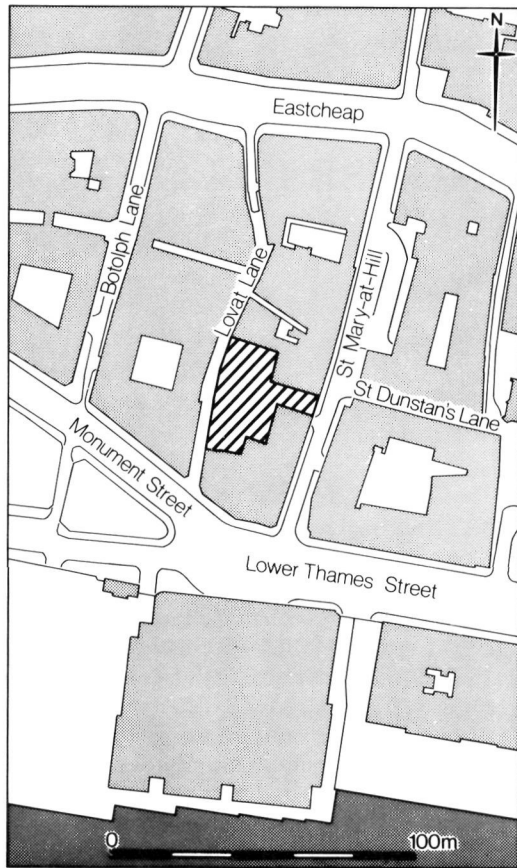 N
Eastcheap
Botolph Lane
Lovat Lane
St Mary-at-Hill
St Dunstan's Lane
Monument Street
Lower Thames Street
0 100m